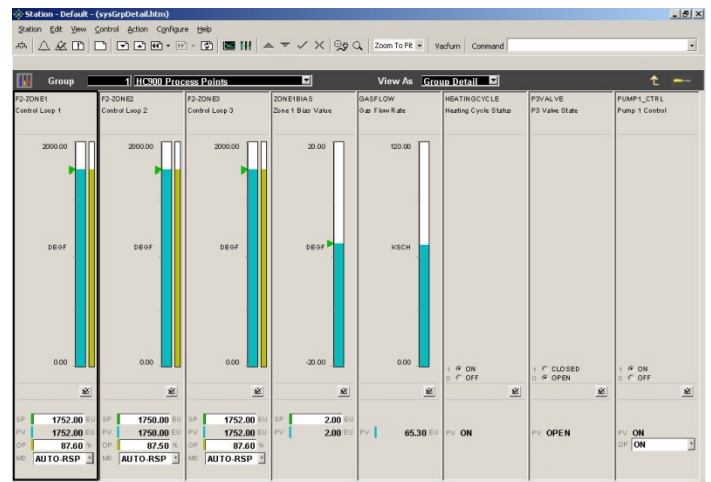 Station - Default - (sysGrpDetail.htm)
Station Edit View Control Action Configure Help
Zoom To Fit Vacfurn Command
Group 1 HC900 Process Points View As Group Detail
F2-ZONE1 F2-ZONE2 F2-ZONE3 ZONE1BIAS GASFLOW HEATINGCYCLE P3VALVE PUMP1_CTRL
Control Loop 1 Control Loop 2 Control Loop 3 Zone 1 Bias Value Gas Flow Rate Heating Cycle Status P3 Valve State Pump 1 Control
2000.00 2000.00 2000.00 20.00 120.00
DEGF DEGF DEGF DEGF KSCH
0.00 0.00 0.00 -20.00 0.00
1 ON 1 CLOSED 1 ON
0 OFF 0 OPEN 0 OFF
SP 1752.00 EU SP 1750.00 EU SP 1752.00 EU SP 2.00 EU
PV 1752.00 EU PV 1750.00 EU PV 1752.00 EU PV 2.00 EU PV 65.30 EU PV ON PV OPEN PV ON
OP 87.60 % OP 87.50 % OP 87.60 % OP ON
MD AUTO-RSP MD AUTO-RSP MD AUTO-RSP